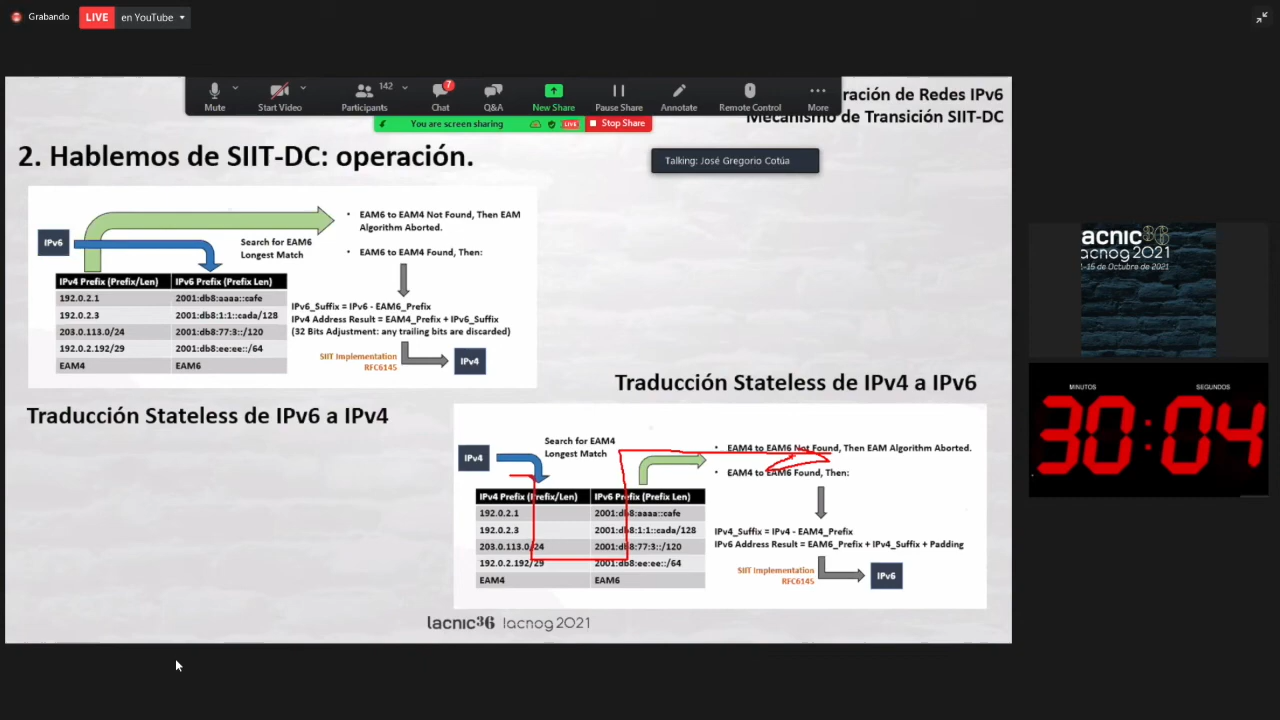 Grabando
LIVE
en YouTube
Mute
Start Video
Participants
142
Chat
7
Q&A
New Share
Pause Share
Annotate
Remote Control
More
You are screen sharing
LIVE
Stop Share
ración de Redes IPv6
Mecanismo de Transición SIIT-DC
Talking: José Gregorio Cotúa
2. Hablemos de SIIT-DC: operación.
IPv6
Search for EAM6
Longest Match
• EAM6 to EAM4 Not Found, Then EAM
Algorithm Aborted.
• EAM6 to EAM4 Found, Then:
IPv4 Prefix (Prefix/Len) IPv6 Prefix (Prefix Len)
192.0.2.1 2001:db8:aaaa::cafe
192.0.2.3 2001:db8:1:1::cada/128
203.0.113.0/24 2001:db8:77:3::/120
192.0.2.192/29 2001:db8:ee:ee::/64
EAM4 EAM6
IPv6_Suffix = IPv6 - EAM6_Prefix
IPv4 Address Result = EAM4_Prefix + IPv6_Suffix
(32 Bits Adjustment: any trailing bits are discarded)
SIIT Implementation
RFC6145
IPv4
Traducción Stateless de IPv6 a IPv4
Traducción Stateless de IPv4 a IPv6
IPv4
Search for EAM4
Longest Match
• EAM4 to EAM6 Not Found, Then EAM Algorithm Aborted.
• EAM4 to EAM6 Found, Then:
IPv4 Prefix (Prefix/Len) IPv6 Prefix (Prefix Len)
192.0.2.1 2001:db8:aaaa::cafe
192.0.2.3 2001:db8:1:1::cada/128
203.0.113.0/24 2001:db8:77:3::/120
192.0.2.192/29 2001:db8:ee:ee::/64
EAM4 EAM6
IPv4_Suffix = IPv4 - EAM4_Prefix
IPv6 Address Result = EAM6_Prefix + IPv4_Suffix + Padding
SIIT Implementation
RFC6145
IPv6
lacnic36 lacnog2021
acnic36
acnog2021
1-15 de Octubre de 2021
MINUTOS SEGUNDOS
30:04